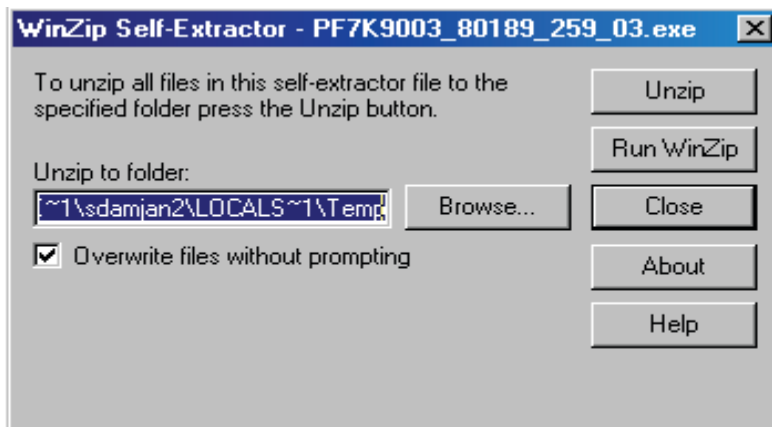 WinZip Self-Extractor - PF7K9003_80189_259_03.exe
To unzip all files in this self-extractor file to the
specified folder press the Unzip button.
Unzip to folder:
~1\sdamjan2\LOCALS~1\Temp
Browse...
Overwrite files without prompting
Unzip
Run WinZip
Close
About
Help